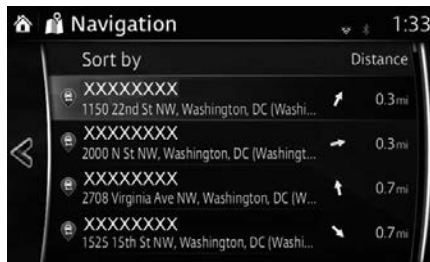 Navigation 1:33
Sort by Distance
XXXXXXXX
1150 22nd St NW, Washington, DC (Washi... 0.3mi
XXXXXXXX
2000 N St NW, Washington, DC (Washingt... 0.3mi
XXXXXXXX
2708 Virginia Ave NW, Washington, DC (W... 0.7mi
XXXXXXXX
1525 15th St NW, Washington, DC (Washi... 0.7mi